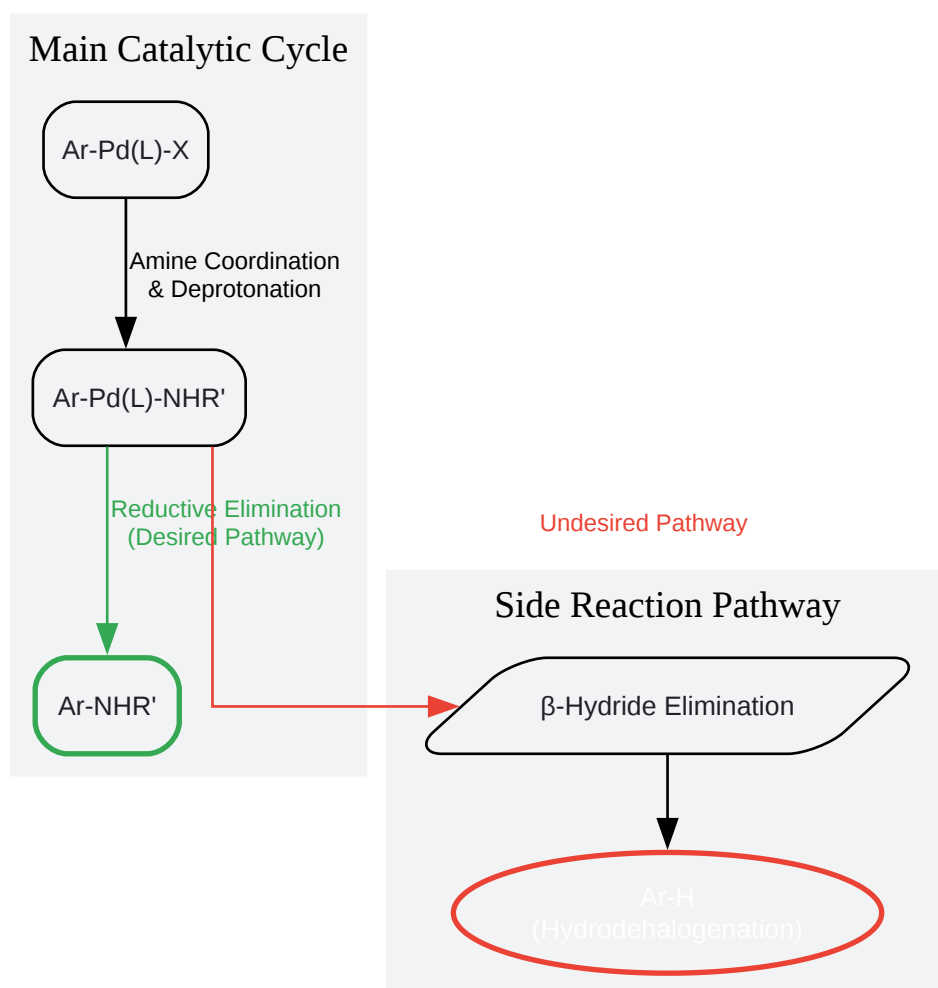 Main Catalytic Cycle
Ar-Pd(L)-X
Amine Coordination
& Deprotonation
Ar-Pd(L)-NHR'
Reductive Elimination
(Desired Pathway)
Ar-NHR'
Undesired Pathway
Side Reaction Pathway
β-Hydride Elimination
Ar-H
(Hydrodehalogenation)